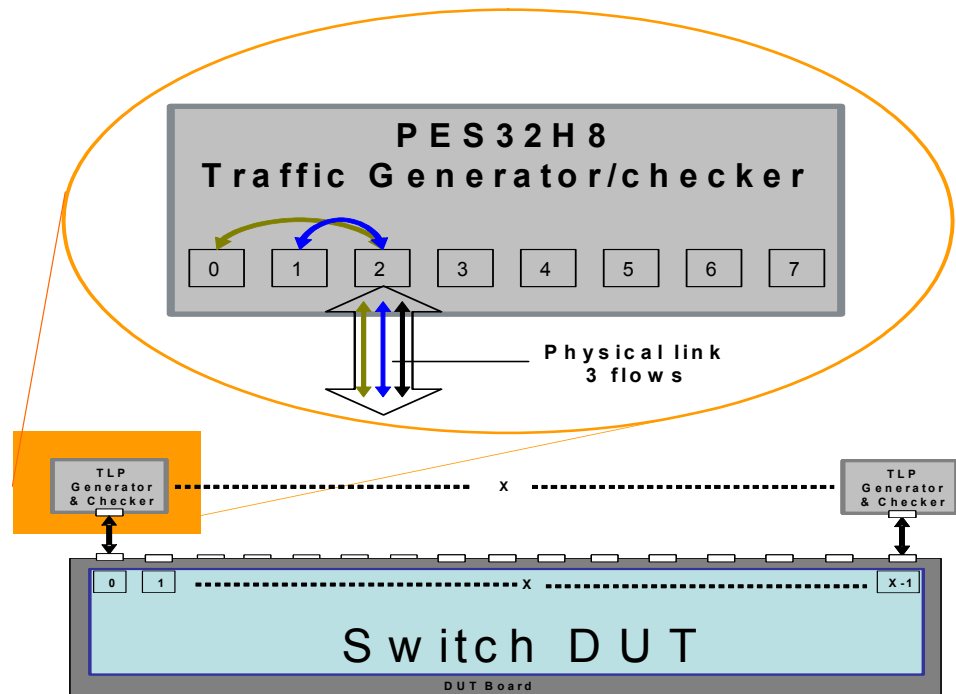 PES32H8
Traffic Generator/checker
0 1 2 3 4 5 6 7
Physical link
3 flows
TLP
Generator
& Checker
X
TLP
Generator
& Checker
0 1 X X-1
Switch DUT
DUT Board